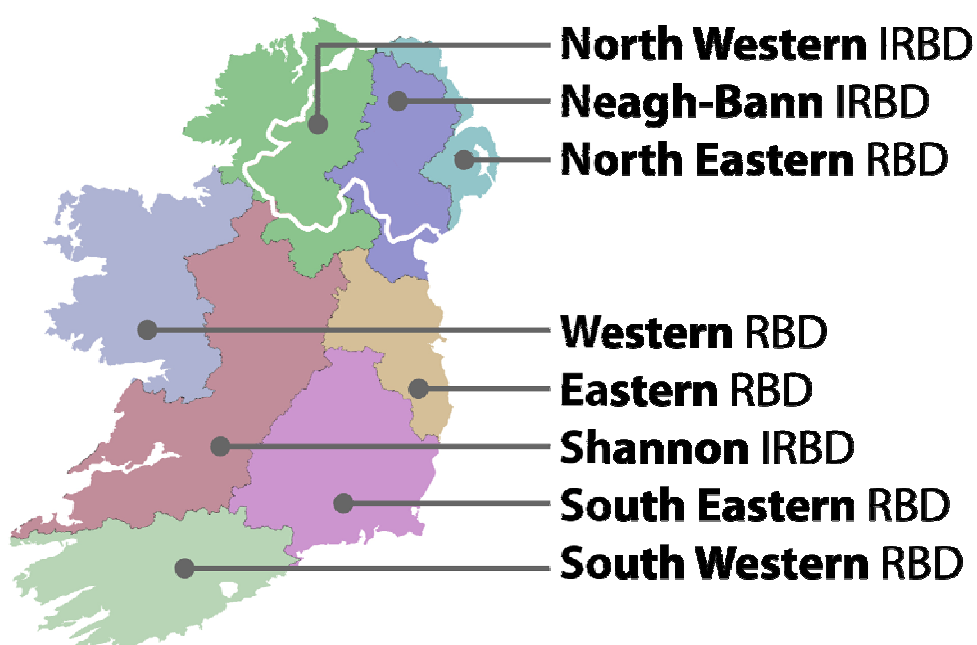 North Western IRBD
Neagh-Bann IRBD
North Eastern RBD
Western RBD
Eastern RBD
Shannon IRBD
South Eastern RBD
South Western RBD